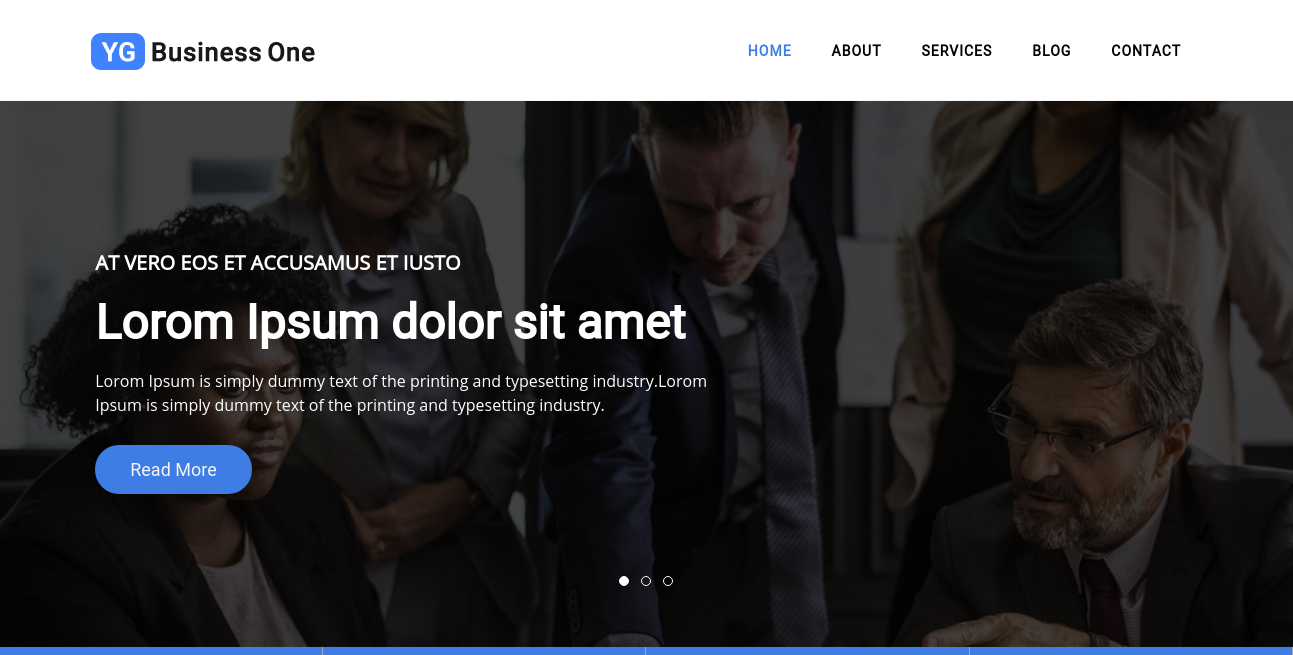 YG Business One
HOME ABOUT SERVICES BLOG CONTACT
AT VERO EOS ET ACCUSAMUS ET IUSTO
Lorom Ipsum dolor sit amet
Lorom Ipsum is simply dummy text of the printing and typesetting industry.Lorom
Ipsum is simply dummy text of the printing and typesetting industry.
Read More